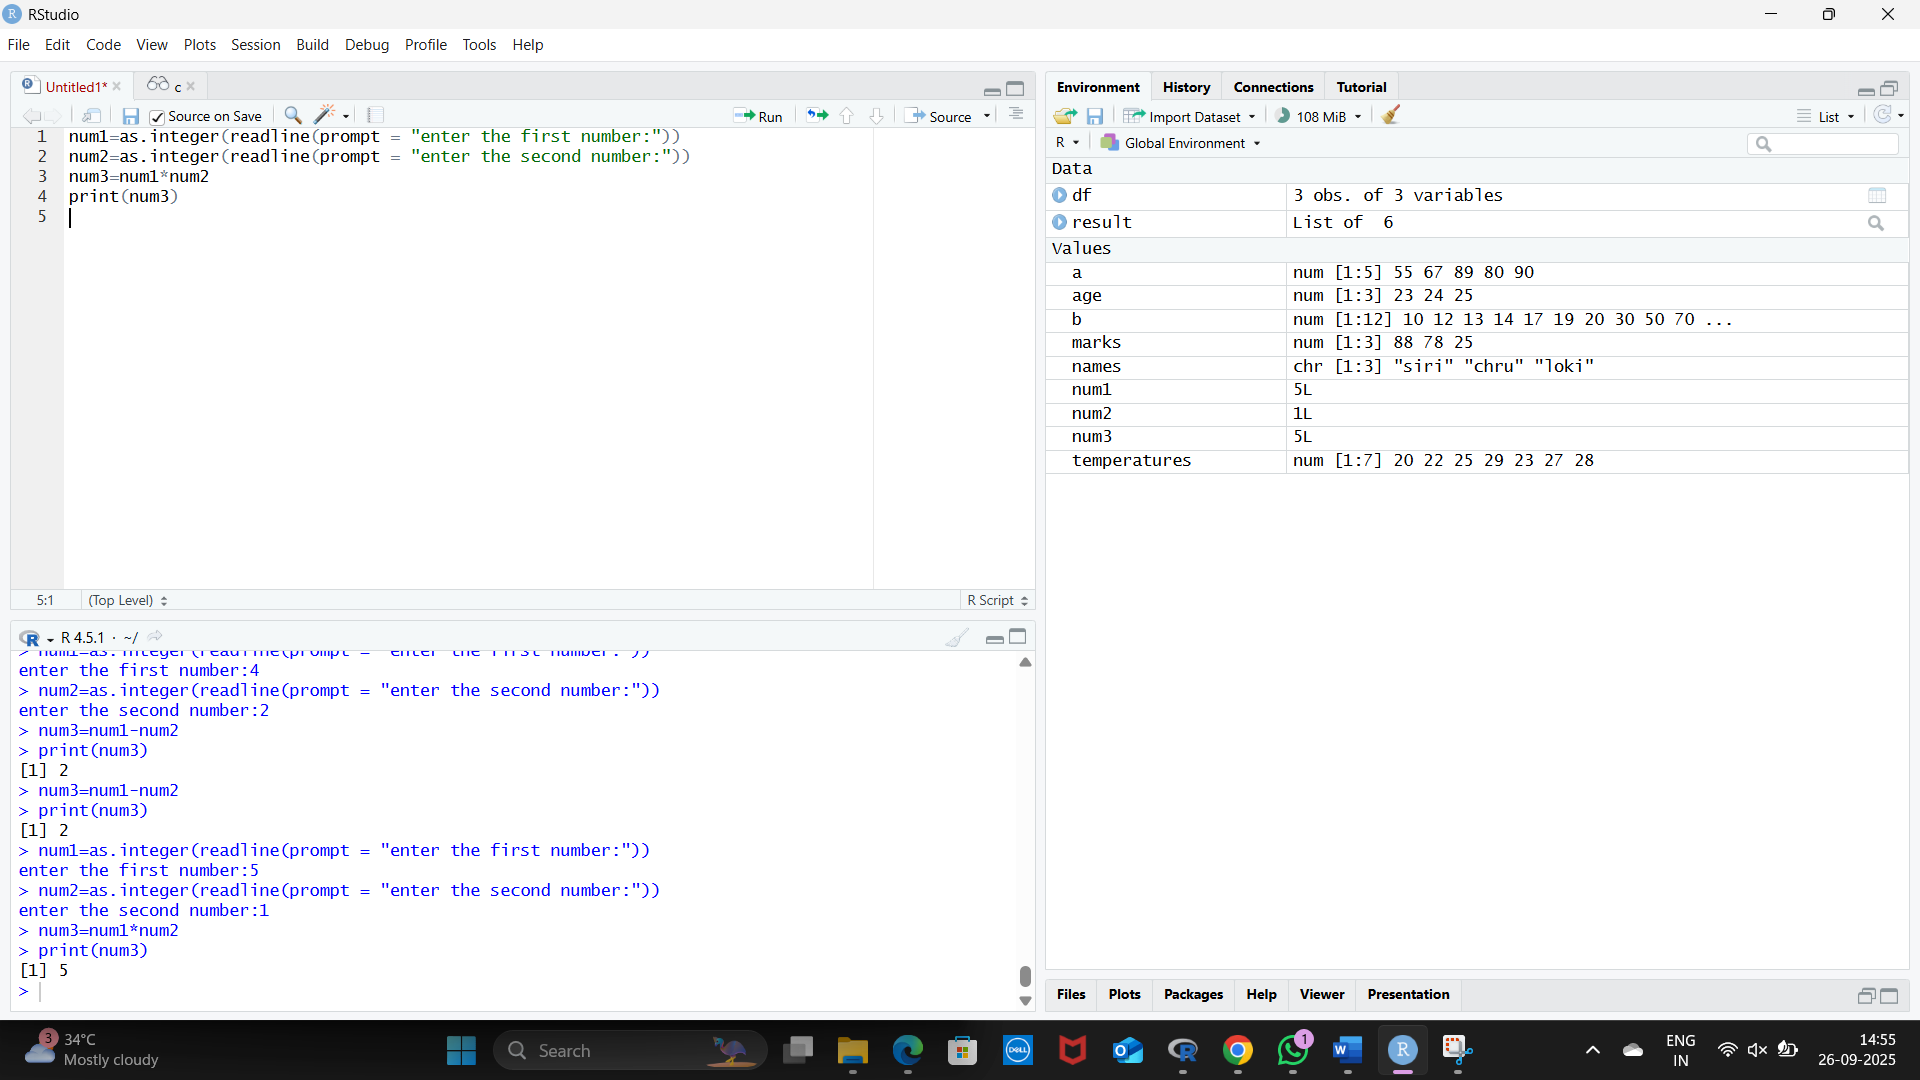 RStudio
File Edit Code View Plots Session Build Debug Profile Tools Help
Untitled1* c
Source on Save Run Source
1 num1=as.integer(readline(prompt = "enter the first number:"))
2 num2=as.integer(readline(prompt = "enter the second number:"))
3 num3=num1*num2
4 print(num3)
5
5:1 (Top Level) R Script
R 4.5.1 · ~/
> num1=as.integer(readline(prompt = "enter the first number:"))
enter the first number:4
> num2=as.integer(readline(prompt = "enter the second number:"))
enter the second number:2
> num3=num1-num2
> print(num3)
[1] 2
> num3=num1-num2
> print(num3)
[1] 2
> num1=as.integer(readline(prompt = "enter the first number:"))
enter the first number:5
> num2=as.integer(readline(prompt = "enter the second number:"))
enter the second number:1
> num3=num1*num2
> print(num3)
[1] 5
>
Environment History Connections Tutorial
Import Dataset 108 MiB List
R Global Environment
Data
df 3 obs. of 3 variables
result List of 6
Values
a num [1:5] 55 67 89 80 90
age num [1:3] 23 24 25
b num [1:12] 10 12 13 14 17 19 20 30 50 70 ...
marks num [1:3] 88 78 25
names chr [1:3] "siri" "chru" "loki"
num1 5L
num2 1L
num3 5L
temperatures num [1:7] 20 22 25 29 23 27 28
Files Plots Packages Help Viewer Presentation
3 34°C
Mostly cloudy
Search
DELL
1
ENG
IN
14:55
26-09-2025